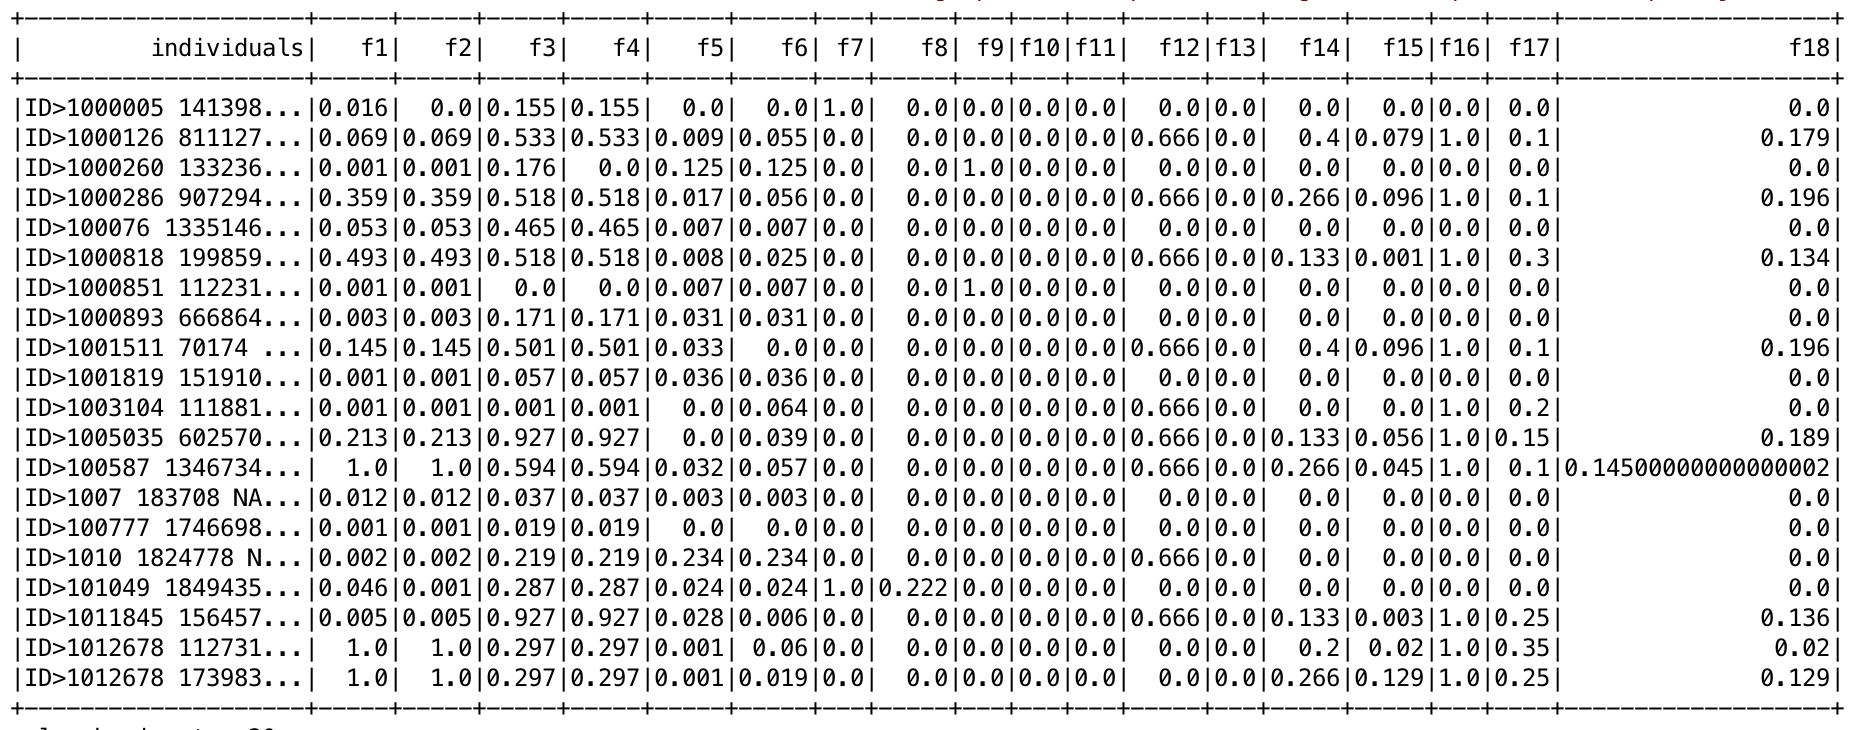 +--------------------+-----+-----+-----+-----+-----+-----+---+-----+---+---+---+-----+---+-----+-----+---+----+-------------------+
|         individuals|   f1|   f2|   f3|   f4|   f5|   f6| f7|   f8| f9|f10|f11|  f12|f13|  f14|  f15|f16| f17|                f18|
+--------------------+-----+-----+-----+-----+-----+-----+---+-----+---+---+---+-----+---+-----+-----+---+----+-------------------+
|ID>1000005 141398...|0.016|  0.0|0.155|0.155|  0.0|  0.0|1.0|  0.0|0.0|0.0|0.0|  0.0|0.0|  0.0|  0.0|0.0| 0.0|                0.0|
|ID>1000126 811127...|0.069|0.069|0.533|0.533|0.009|0.055|0.0|  0.0|0.0|0.0|0.0|0.666|0.0|  0.4|0.079|1.0| 0.1|              0.179|
|ID>1000260 133236...|0.001|0.001|0.176|  0.0|0.125|0.125|0.0|  0.0|1.0|0.0|0.0|  0.0|0.0|  0.0|  0.0|0.0| 0.0|                0.0|
|ID>1000286 907294...|0.359|0.359|0.518|0.518|0.017|0.056|0.0|  0.0|0.0|0.0|0.0|0.666|0.0|0.266|0.096|1.0| 0.1|              0.196|
|ID>100076 1335146...|0.053|0.053|0.465|0.465|0.007|0.007|0.0|  0.0|0.0|0.0|0.0|  0.0|0.0|  0.0|  0.0|0.0| 0.0|                0.0|
|ID>1000818 199859...|0.493|0.493|0.518|0.518|0.008|0.025|0.0|  0.0|0.0|0.0|0.0|0.666|0.0|0.133|0.001|1.0| 0.3|              0.134|
|ID>1000851 112231...|0.001|0.001|  0.0|  0.0|0.007|0.007|0.0|  0.0|1.0|0.0|0.0|  0.0|0.0|  0.0|  0.0|0.0| 0.0|                0.0|
|ID>1000893 666864...|0.003|0.003|0.171|0.171|0.031|0.031|0.0|  0.0|0.0|0.0|0.0|  0.0|0.0|  0.0|  0.0|0.0| 0.0|                0.0|
|ID>1001511 70174 ...|0.145|0.145|0.501|0.501|0.033|  0.0|0.0|  0.0|0.0|0.0|0.0|0.666|0.0|  0.4|0.096|1.0| 0.1|              0.196|
|ID>1001819 151910...|0.001|0.001|0.057|0.057|0.036|0.036|0.0|  0.0|0.0|0.0|0.0|  0.0|0.0|  0.0|  0.0|0.0| 0.0|                0.0|
|ID>1003104 111881...|0.001|0.001|0.001|0.001|  0.0|0.064|0.0|  0.0|0.0|0.0|0.0|0.666|0.0|  0.0|  0.0|1.0| 0.2|                0.0|
|ID>1005035 602570...|0.213|0.213|0.927|0.927|  0.0|0.039|0.0|  0.0|0.0|0.0|0.0|0.666|0.0|0.133|0.056|1.0|0.15|              0.189|
|ID>100587 1346734...|  1.0|  1.0|0.594|0.594|0.032|0.057|0.0|  0.0|0.0|0.0|0.0|0.666|0.0|0.266|0.045|1.0| 0.1|0.14500000000000002|
|ID>1007 183708 NA...|0.012|0.012|0.037|0.037|0.003|0.003|0.0|  0.0|0.0|0.0|0.0|  0.0|0.0|  0.0|  0.0|0.0| 0.0|                0.0|
|ID>100777 1746698...|0.001|0.001|0.019|0.019|  0.0|  0.0|0.0|  0.0|0.0|0.0|0.0|  0.0|0.0|  0.0|  0.0|0.0| 0.0|                0.0|
|ID>1010 1824778 N...|0.002|0.002|0.219|0.219|0.234|0.234|0.0|  0.0|0.0|0.0|0.0|0.666|0.0|  0.0|  0.0|0.0| 0.0|                0.0|
|ID>101049 1849435...|0.046|0.001|0.287|0.287|0.024|0.024|1.0|0.222|0.0|0.0|0.0|  0.0|0.0|  0.0|  0.0|0.0| 0.0|                0.0|
|ID>1011845 156457...|0.005|0.005|0.927|0.927|0.028|0.006|0.0|  0.0|0.0|0.0|0.0|0.666|0.0|0.133|0.003|1.0|0.25|              0.136|
|ID>1012678 112731...|  1.0|  1.0|0.297|0.297|0.001| 0.06|0.0|  0.0|0.0|0.0|0.0|  0.0|0.0|  0.2| 0.02|1.0|0.35|               0.02|
|ID>1012678 173983...|  1.0|  1.0|0.297|0.297|0.001|0.019|0.0|  0.0|0.0|0.0|0.0|  0.0|0.0|0.266|0.129|1.0|0.25|              0.129|
+--------------------+-----+-----+-----+-----+-----+-----+---+-----+---+---+---+-----+---+-----+-----+---+----+-------------------+